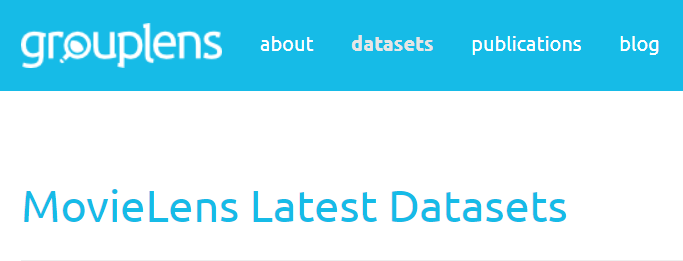 grouplens about datasets publications blog
MovieLens Latest Datasets